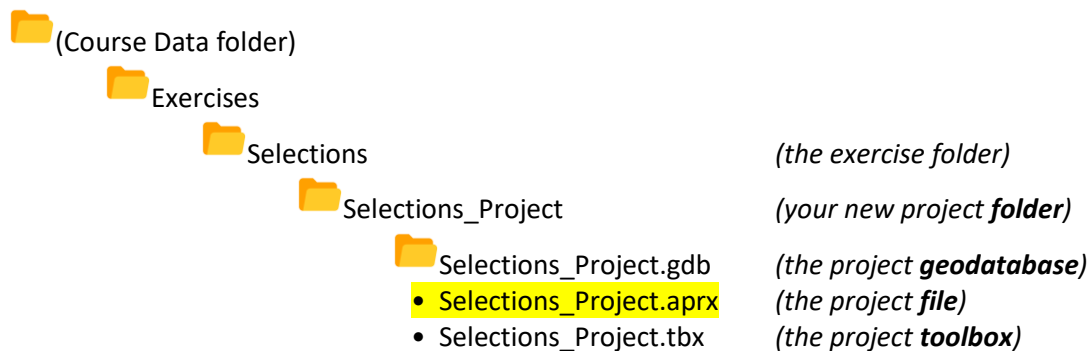 (Course Data folder)
Exercises
Selections (the exercise folder)
Selections_Project (your new project folder)
Selections_Project.gdb (the project geodatabase)
• Selections_Project.aprx (the project file)
• Selections_Project.tbx (the project toolbox)